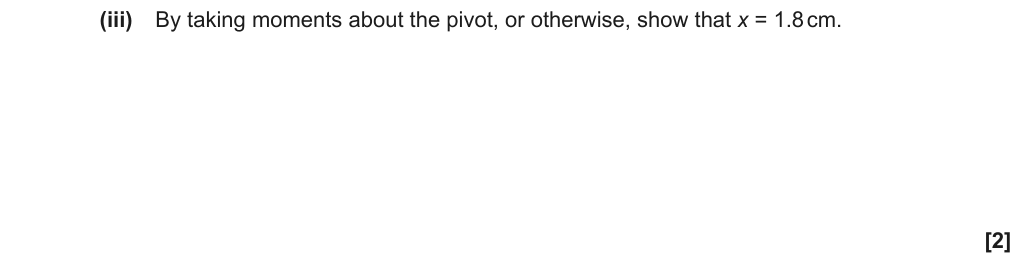 (iii) By taking moments about the pivot, or otherwise, show that x = 1.8 cm.
[2]